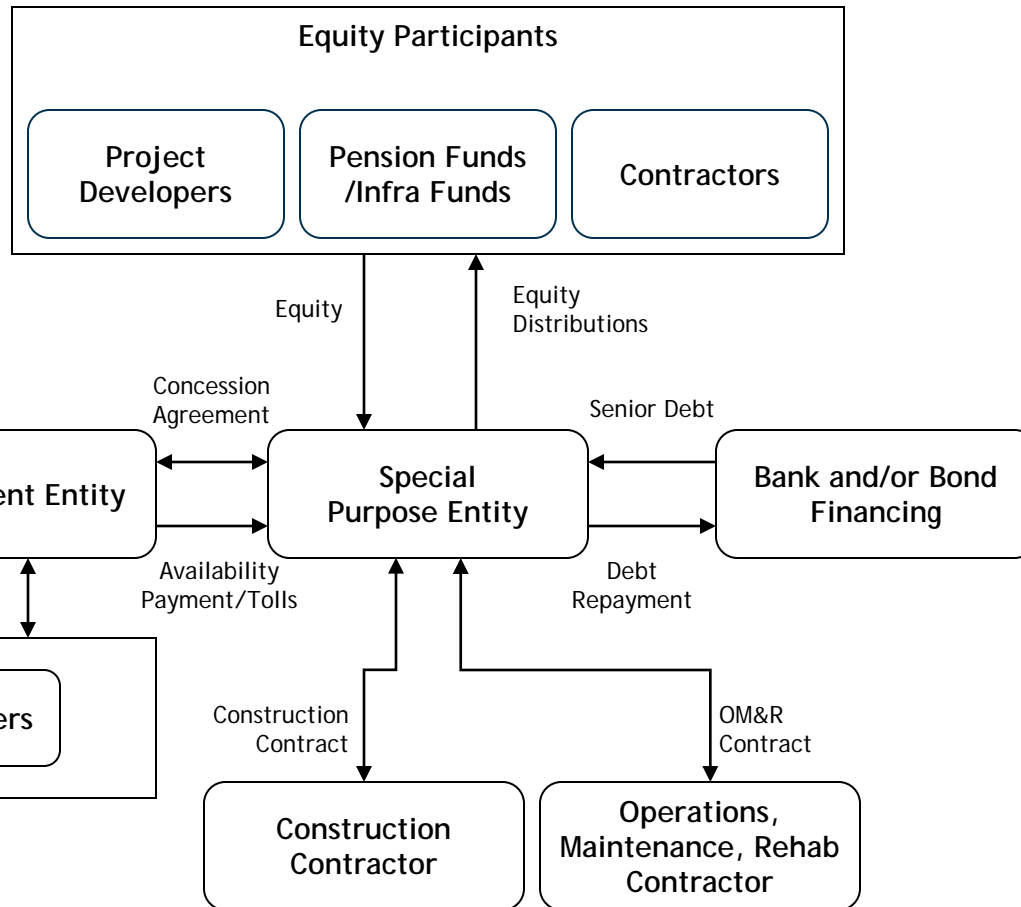 Equity Participants
Project
Developers
Pension Funds
/Infra Funds
Contractors
Equity
Equity
Distributions
Concession
Agreement
Senior Debt
Entity
Special
Purpose Entity
Bank and/or Bond
Financing
Availability
Payment/Tolls
Debt
Repayment
Construction
Contract
OM&R
Contract
Construction
Contractor
Operations,
Maintenance, Rehab
Contractor